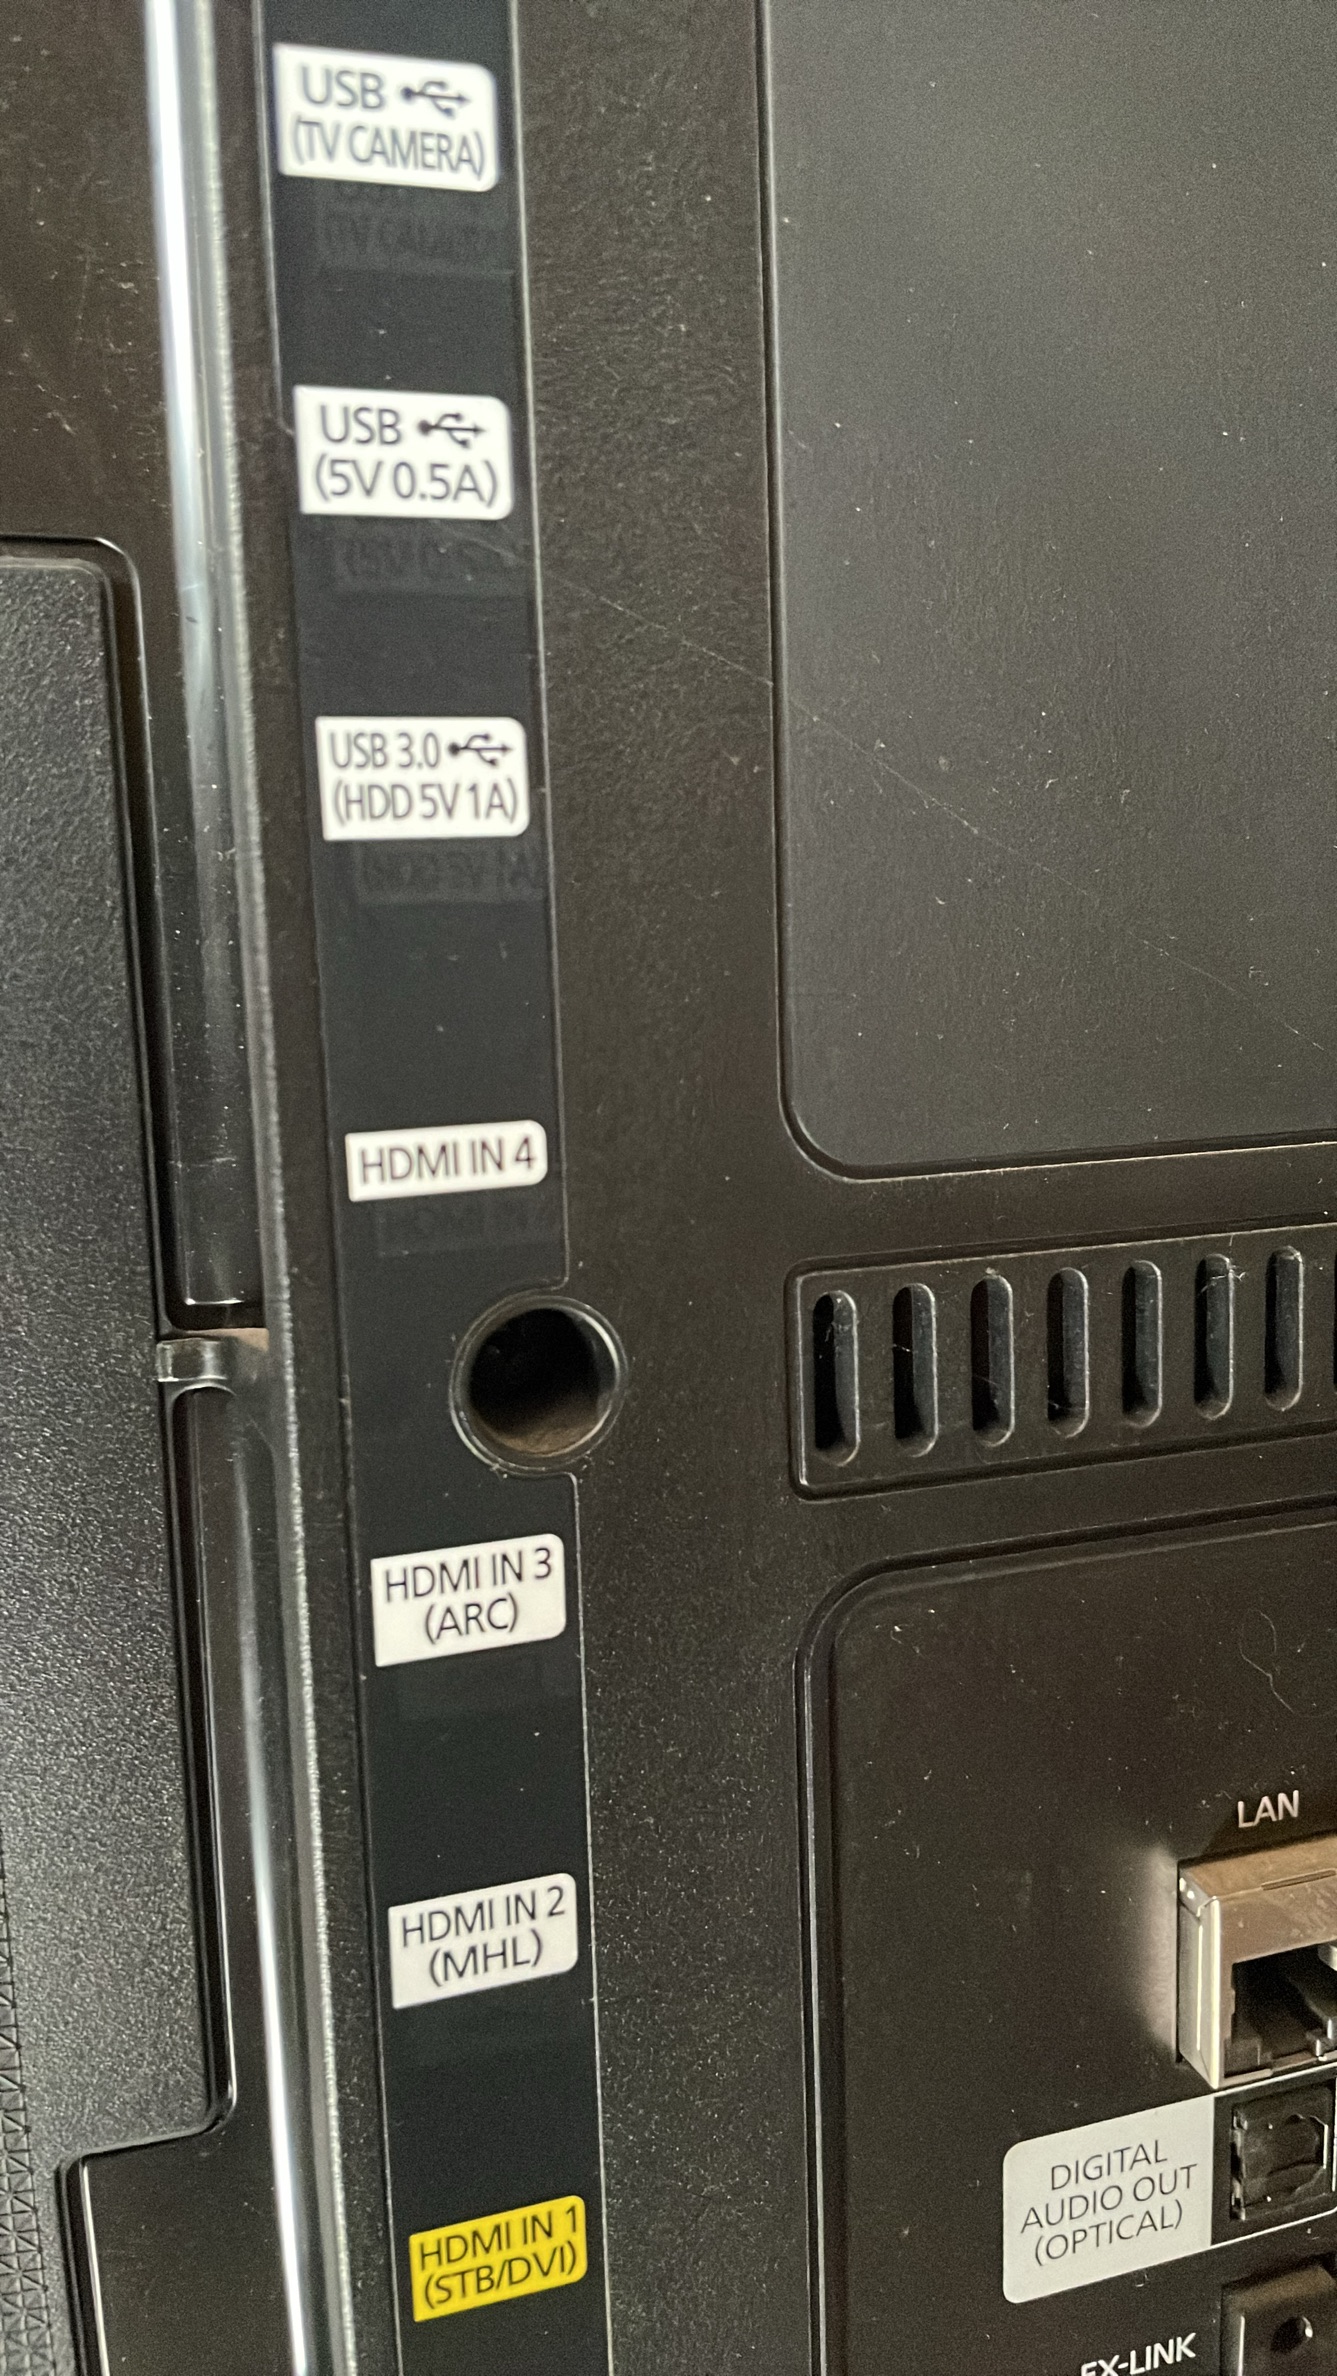 USB
(TV CAMERA)
USB
(5V 0.5A)
USB 3.0
(HDD 5V 1A)
HDMI IN 4
HDMI IN 3
(ARC)
HDMI IN 2
(MHL)
HDMI IN 1
(STB/DVI)
LAN
DIGITAL
AUDIO OUT
(OPTICAL)
EX-LINK